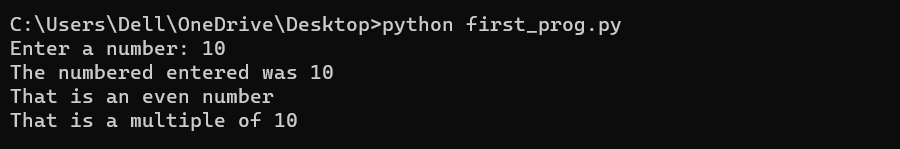 C:\Users\Dell\OneDrive\Desktop>python first_prog.py
Enter a number: 10
The numbered entered was 10
That is an even number
That is a multiple of 10